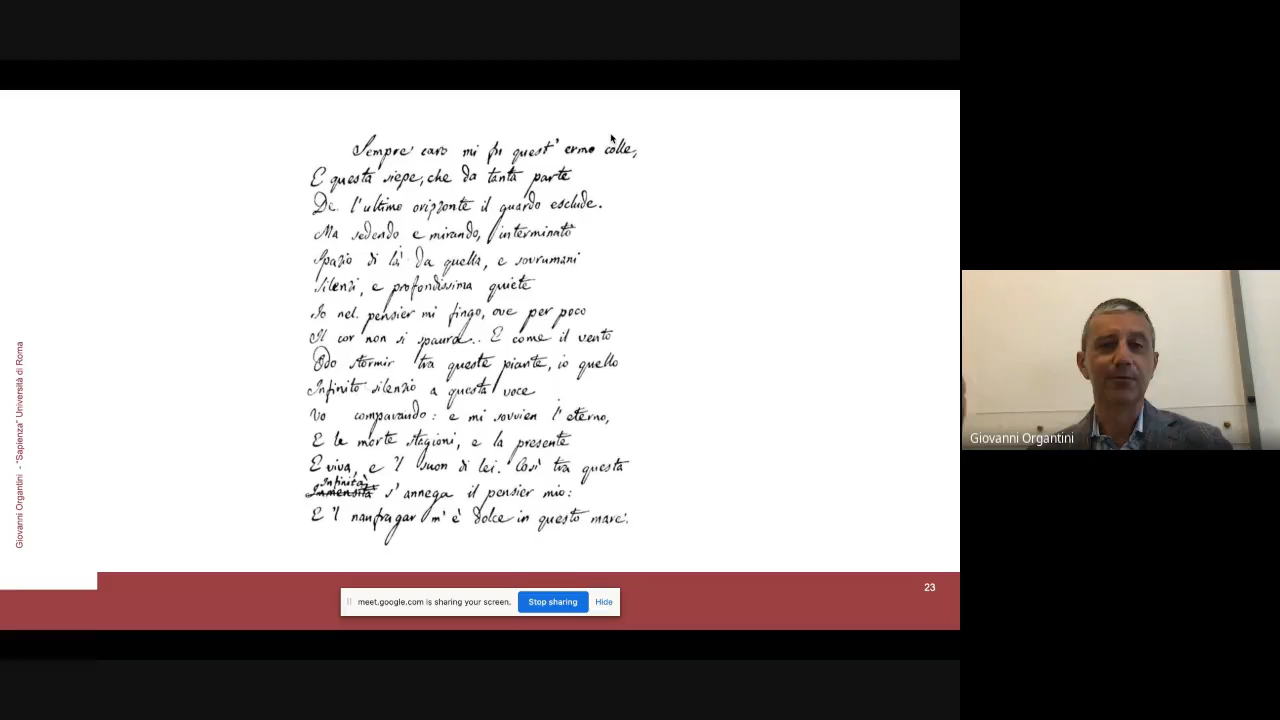 Sempre caro mi fu quest' ermo colle,
E questa siepe, che da tanta parte
De l'ultimo orizzonte il guardo esclude.
Ma sedendo e mirando, l'interminato
Spazio di là da quella, e sovrumani
Silenzi, e profondissima quiete
Io nel pensier mi fingo, ove per poco
Il cor non si spaura.. E come il vento
Odo stormir tra queste piante, io quello
Infinito silenzio a questa voce
Vo comparando: e mi sovvien l'eterno,
E le morte stagioni, e la presente
E viva, e 'l suon di lei. Così tra questa
Infinità
Immensità s'annega il pensier mio:
E 'l naufragar m'è dolce in questo mare.
Giovanni Organtini - "Sapienza" Università di Roma
23
meet.google.com is sharing your screen. Stop sharing Hide
Giovanni Organtini